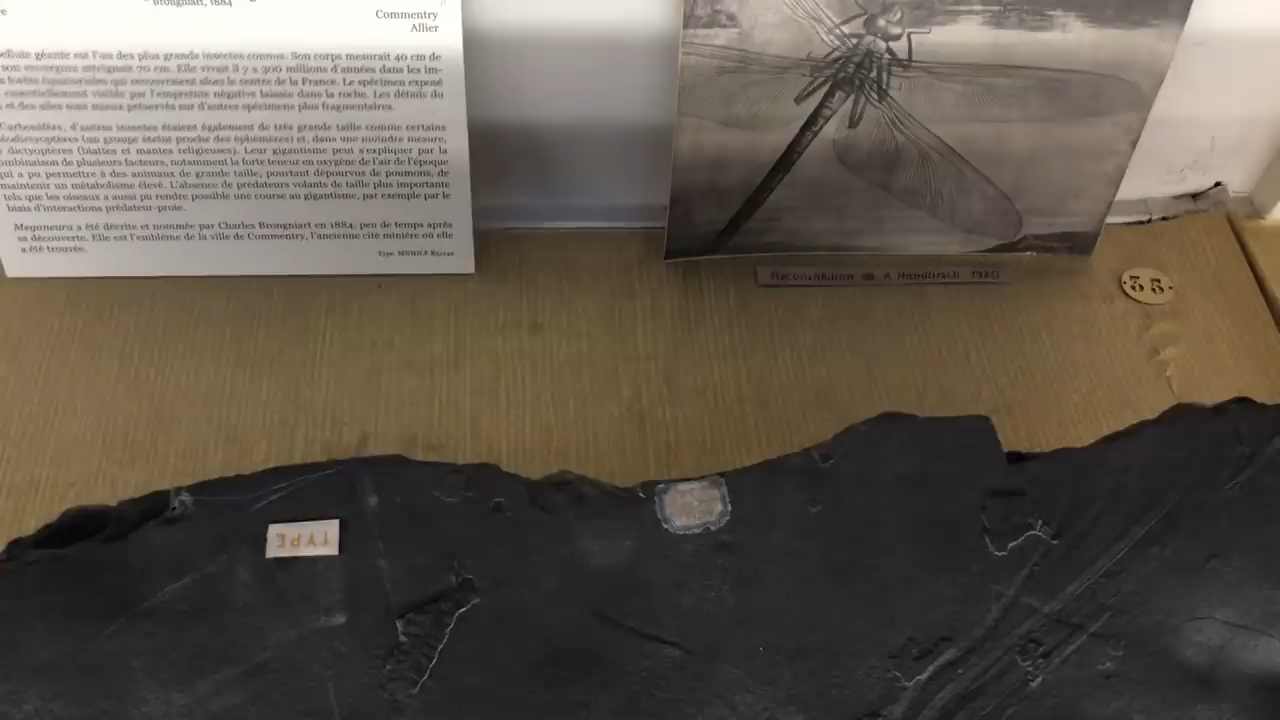 Brongniart, 1884
Commentry
Allier
géante est l'un des plus grands insectes connus. Son corps mesurait 40 cm de
son envergure atteignait 70 cm. Elle vivait il y a 300 millions d'années dans les im-
forêts équatoriales qui recouvraient alors le centre de la France. Le spécimen exposé
essentiellement visible par l'empreinte négative laissée dans la roche. Les détails du
et des ailes sont mieux préservés sur d'autres spécimens plus fragmentaires.
Carbonifère, d'autres insectes étaient également de très grande taille comme certains
(un groupe éteint proche des éphémères) et, dans une moindre mesure,
dictyoptères (blattes et mantes religieuses). Leur gigantisme peut s'expliquer par la
ombinaison de plusieurs facteurs, notamment la forte teneur en oxygène de l'air de l'époque
qui a pu permettre à des animaux de grande taille, pourtant dépourvus de poumons, de
maintenir un métabolisme élevé. L'absence de prédateurs volants de taille plus importante
tels que les oiseaux a aussi pu rendre possible une course au gigantisme, par exemple par le
biais d'interactions prédateur-proie.
Meganeura a été décrite et nommée par Charles Brongniart en 1884, peu de temps après
sa découverte. Elle est l'emblème de la ville de Commentry, l'ancienne cité minière où elle
a été trouvée.
Type MNHN.F.
Reconstitution de A Handlirsch
35
TYPE